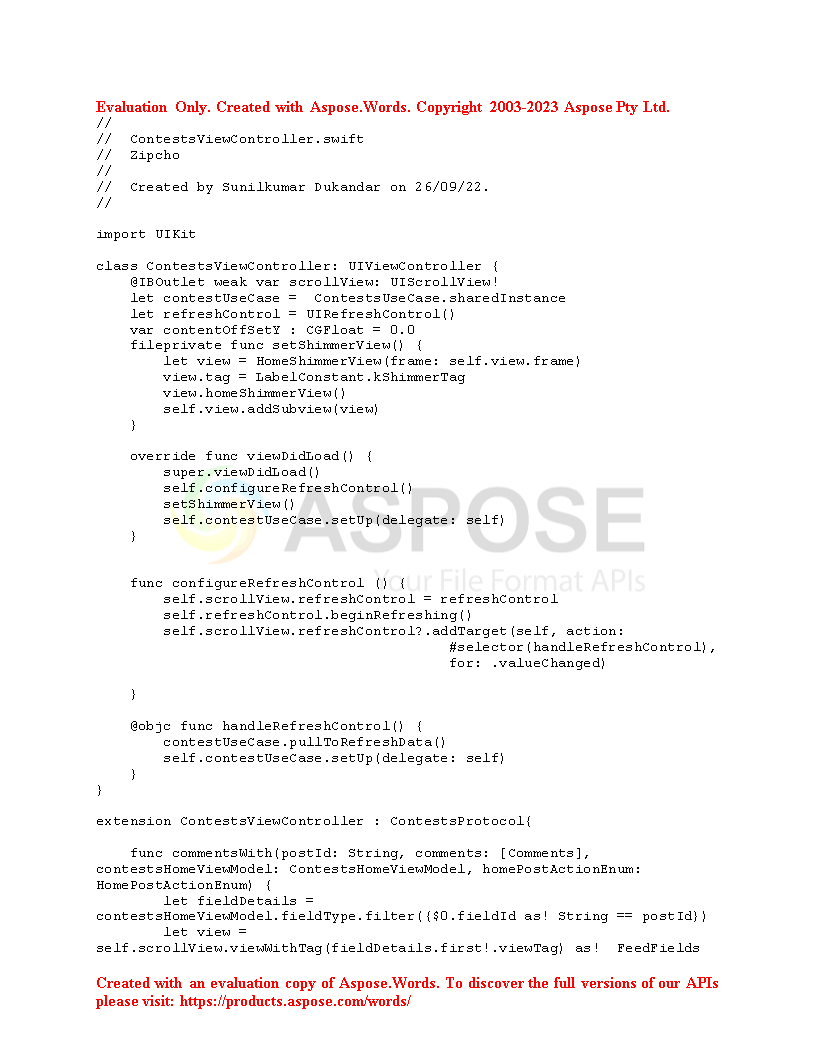 Evaluation Only. Created with Aspose.Words. Copyright 2003-2023 Aspose Pty Ltd.
//
//  ContestsViewController.swift
//  Zipcho
//
//  Created by Sunilkumar Dukandar on 26/09/22.
//
import UIKit
class ContestsViewController: UIViewController {
    @IBOutlet weak var scrollView: UIScrollView!
    let contestUseCase =  ContestsUseCase.sharedInstance
    let refreshControl = UIRefreshControl()
    var contentOffSetY : CGFloat = 0.0
    fileprivate func setShimmerView() {
        let view = HomeShimmerView(frame: self.view.frame)
        view.tag = LabelConstant.kShimmerTag
        view.homeShimmerView()
        self.view.addSubview(view)
    }
    override func viewDidLoad() {
        super.viewDidLoad()
        self.configureRefreshControl()
        setShimmerView()
        self.contestUseCase.setUp(delegate: self)
    }
ASPOSE
Your File Format APIs
    func configureRefreshControl () {
        self.scrollView.refreshControl = refreshControl
        self.refreshControl.beginRefreshing()
        self.scrollView.refreshControl?.addTarget(self, action:
                                          #selector(handleRefreshControl),
                                          for: .valueChanged)
    }
    @objc func handleRefreshControl() {
        contestUseCase.pullToRefreshData()
        self.contestUseCase.setUp(delegate: self)
    }
}
extension ContestsViewController : ContestsProtocol{
    func commentsWith(postId: String, comments: [Comments],
contestsHomeViewModel: ContestsHomeViewModel, homePostActionEnum:
HomePostActionEnum) {
        let fieldDetails =
contestsHomeViewModel.fieldType.filter({$0.fieldId as! String == postId})
        let view =
self.scrollView.viewWithTag(fieldDetails.first!.viewTag) as!  FeedFields
Created with an evaluation copy of Aspose.Words. To discover the full versions of our APIs
please visit: https://products.aspose.com/words/